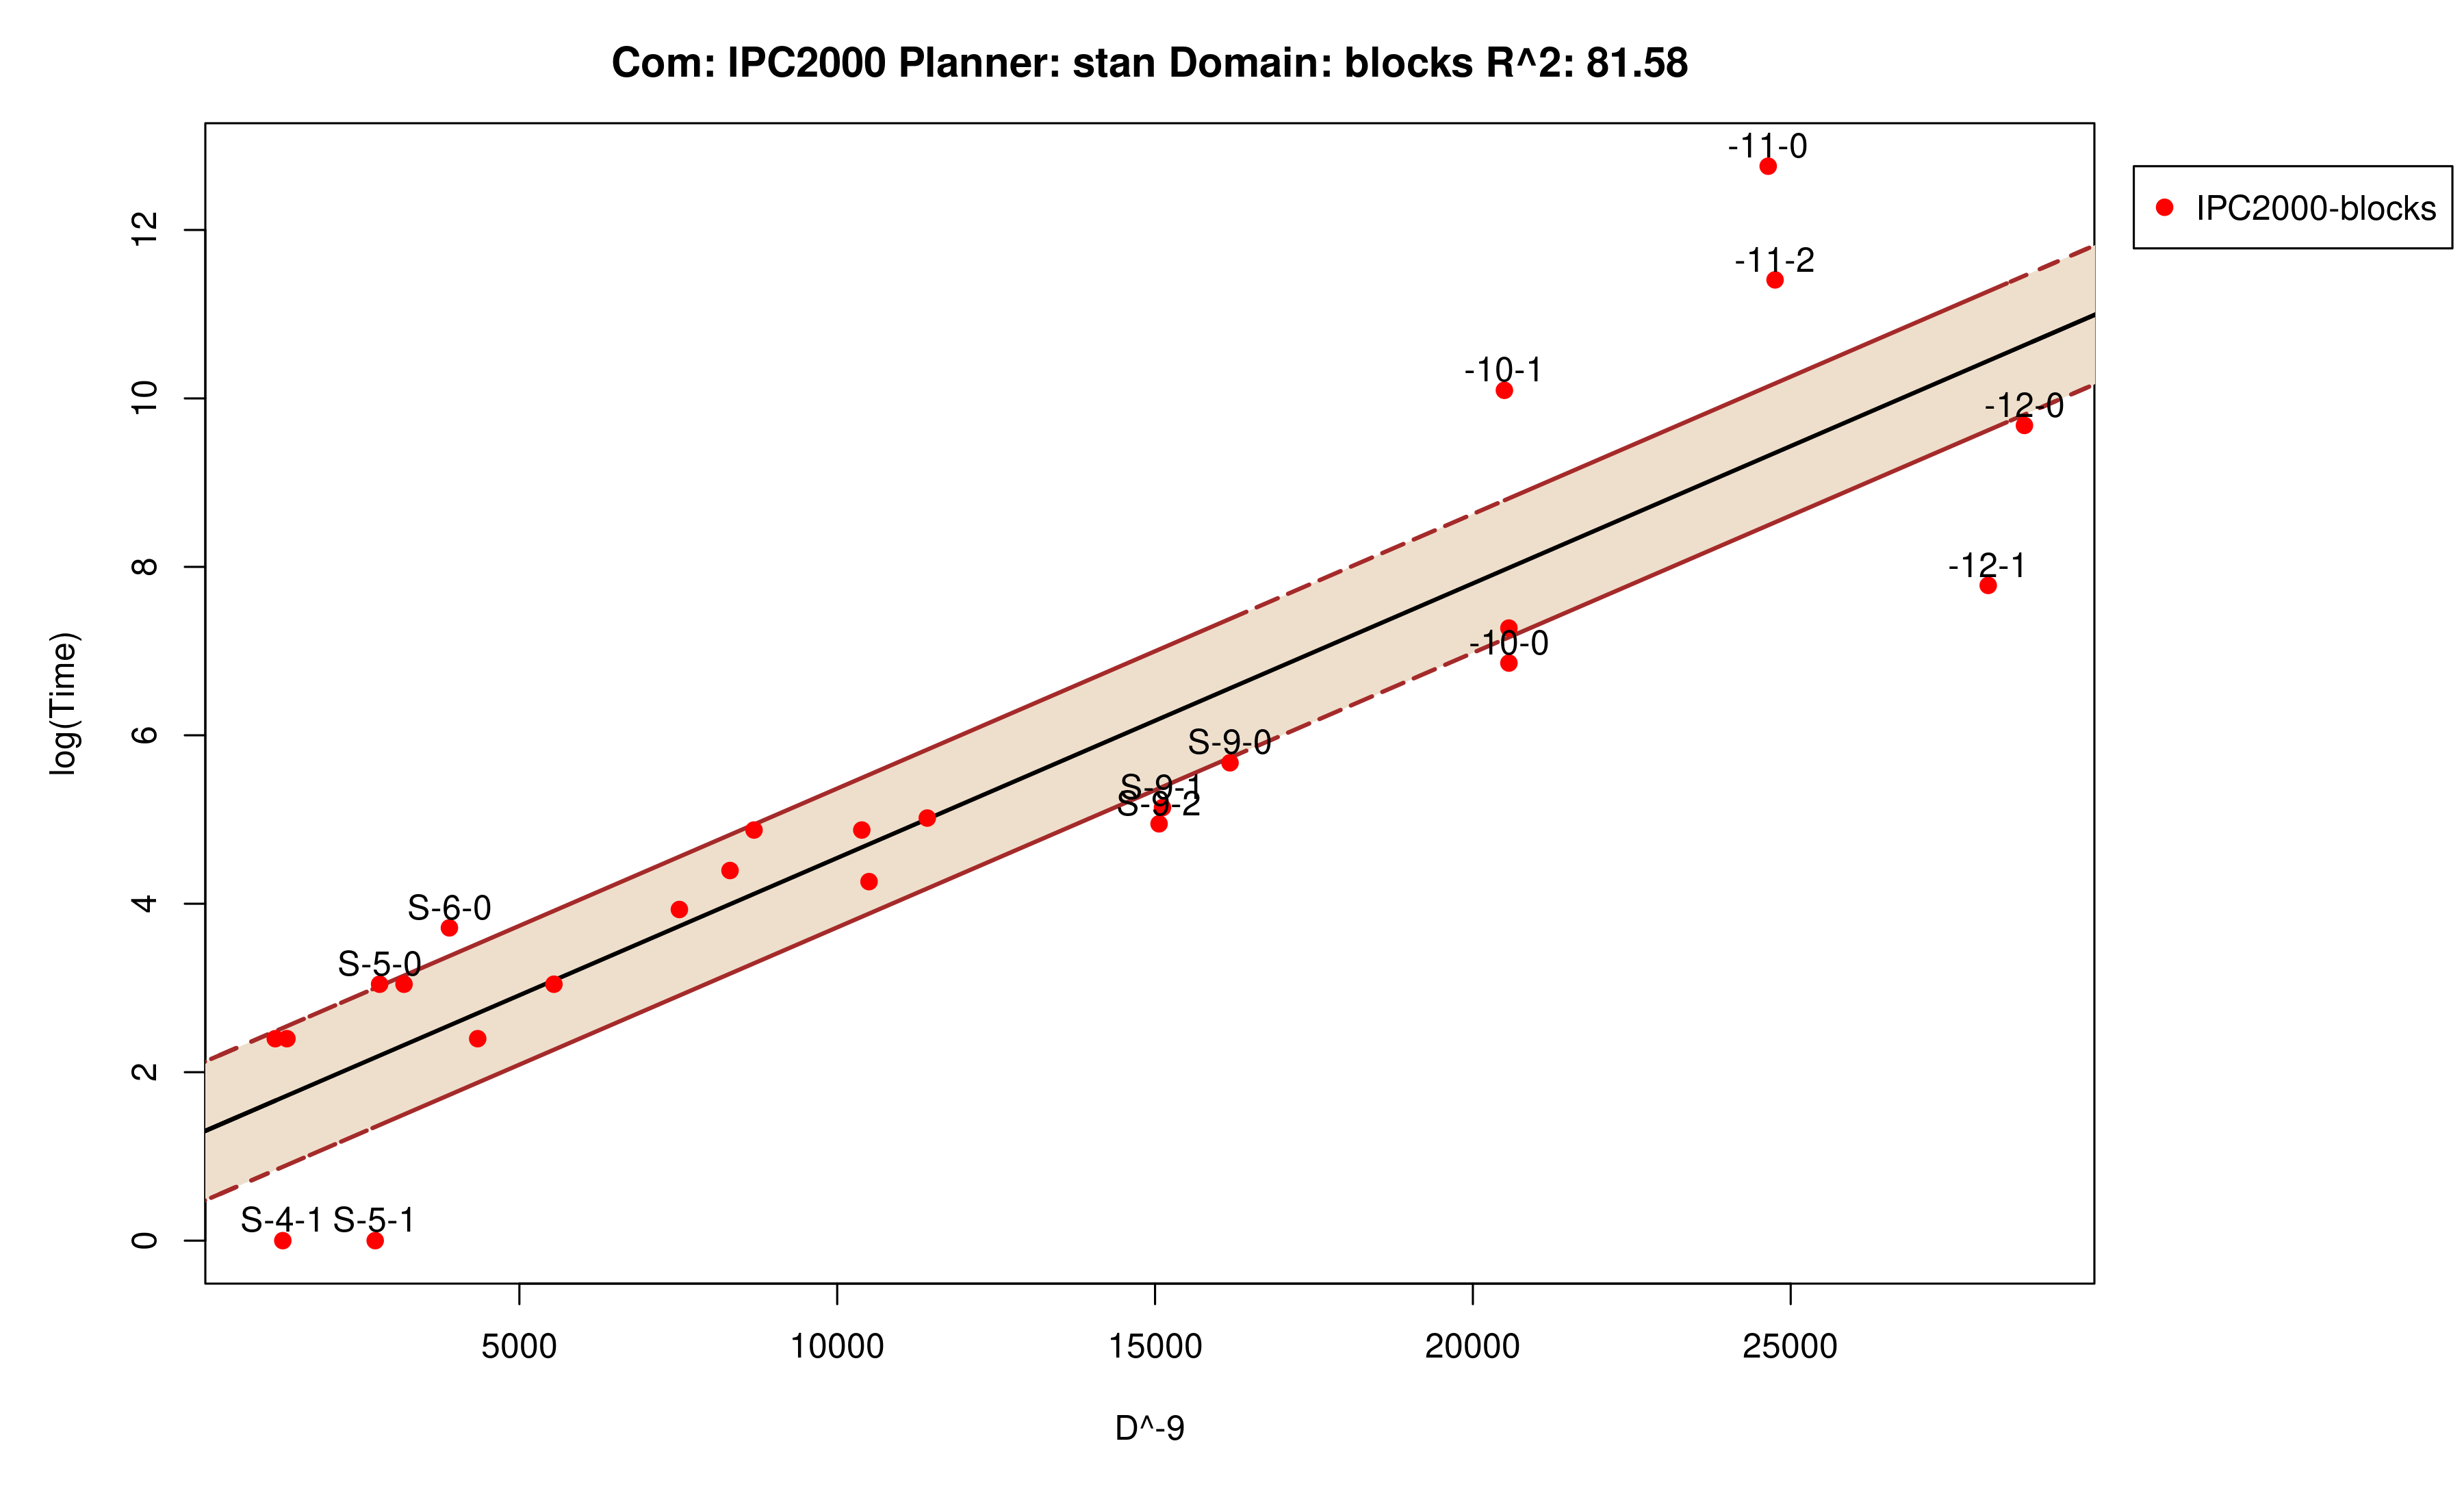 Com: IPC2000 Planner: stan Domain: blocks R^2: 81.58
-11-0
IPC2000-blocks
12
-11-2
-10-1
10
-12-0
8
-12-1
-10-0
log(Time)
6
S-9-0
S-9-1
S-9-2
4
S-6-0
S-5-0
2
S-4-1
S-5-1
0
5000
10000
15000
20000
25000
D^-9